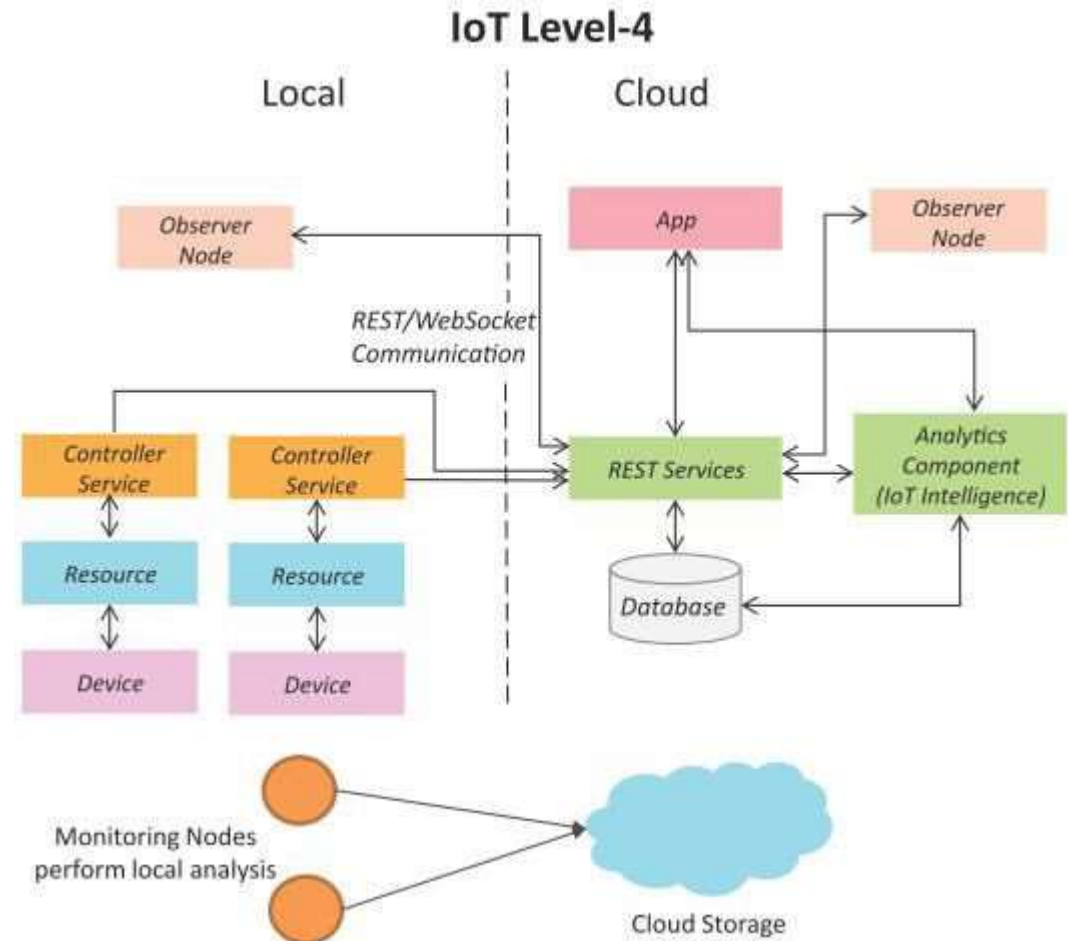 IoT Level-4
Local
Cloud
Observer
Node
App
Observer
Node
REST/WebSocket
Communication
Controller
Service
Controller
Service
REST Services
Analytics
Component
(IoT Intelligence)
Resource
Resource
Database
Device
Device
Monitoring Nodes
perform local analysis
Cloud Storage